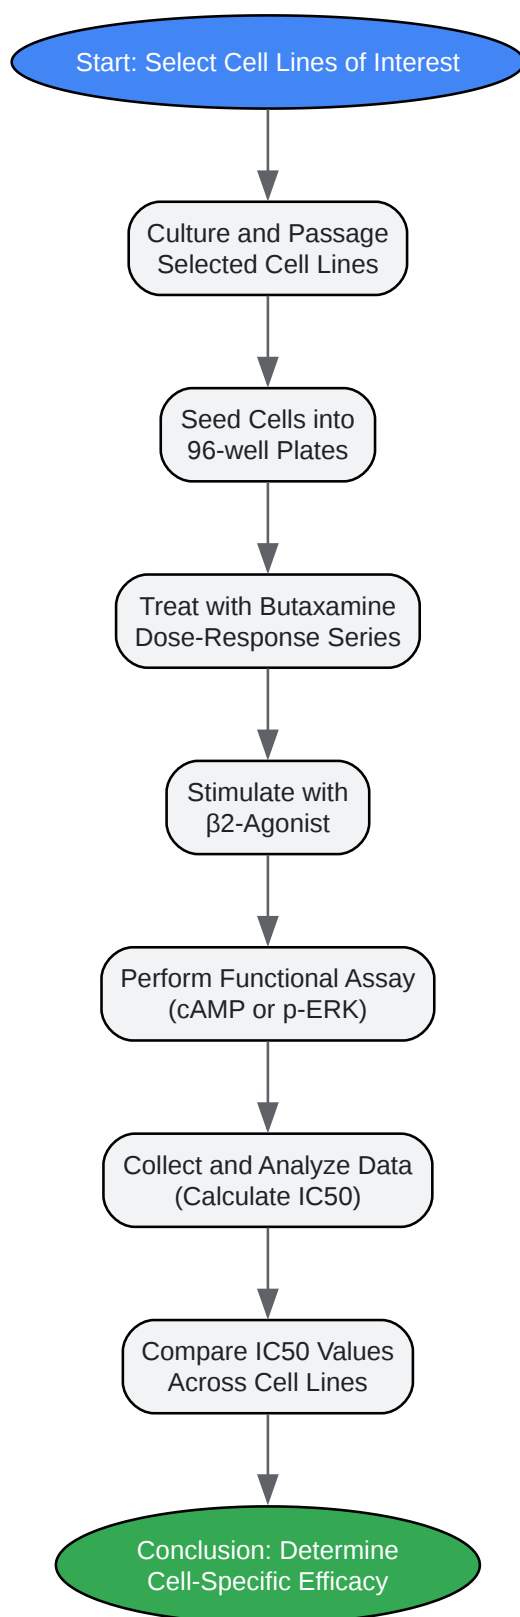 Start: Select Cell Lines of Interest
Culture and Passage
Selected Cell Lines
Seed Cells into
96-well Plates
Treat with Butaxamine
Dose-Response Series
Stimulate with
β2-Agonist
Perform Functional Assay
(cAMP or p-ERK)
Collect and Analyze Data
(Calculate IC50)
Compare IC50 Values
Across Cell Lines
Conclusion: Determine
Cell-Specific Efficacy